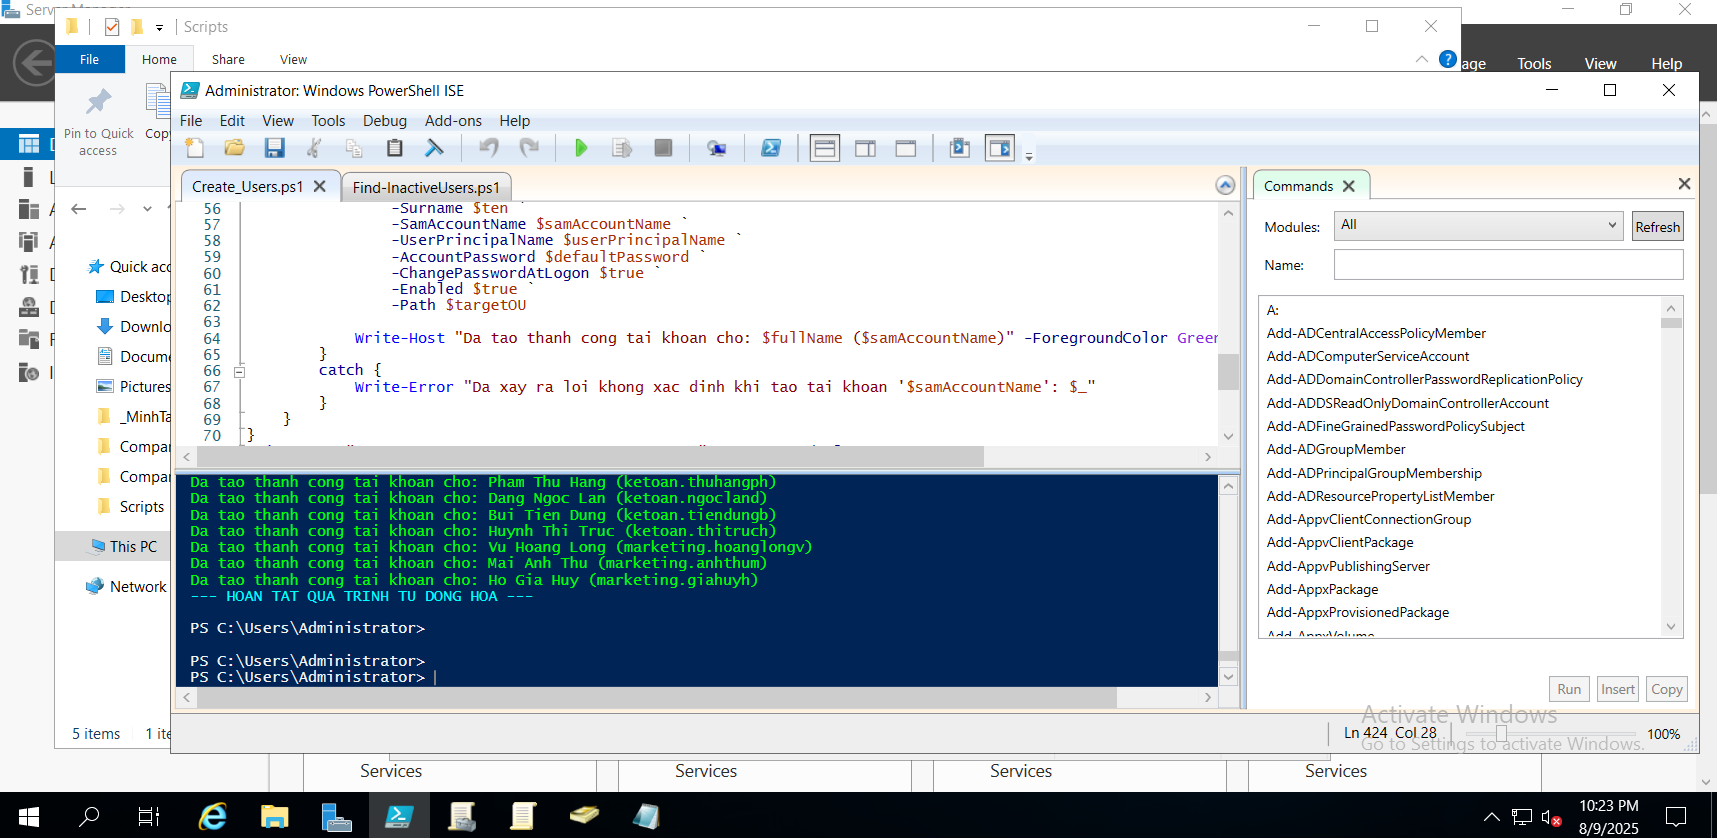 Server Manager
Scripts
File Home Share View
age Tools View Help
Pin to Quick access
Copy
Administrator: Windows PowerShell ISE
File Edit View Tools Debug Add-ons Help
Create_Users.ps1
Find-InactiveUsers.ps1
56 -Surname $ten `
57 -SamAccountName $samAccountName `
58 -UserPrincipalName $userPrincipalName `
59 -AccountPassword $defaultPassword `
60 -ChangePasswordAtLogon $true `
61 -Enabled $true `
62 -Path $targetOU
63
64 Write-Host "Da tao thanh cong tai khoan cho: $fullName ($samAccountName)" -ForegroundColor Green
65 }
66 catch {
67 Write-Error "Da xay ra loi khong xac dinh khi tao tai khoan '$samAccountName': $_"
68 }
69 }
70 }
Quick acc
Desktop
Downlo
Docume
Pictures
_MinhTa
Compar
Compar
Scripts
This PC
Network
5 items 1 ite
Da tao thanh cong tai khoan cho: Pham Thu Hang (ketoan.thuhangph)
Da tao thanh cong tai khoan cho: Dang Ngoc Lan (ketoan.ngocland)
Da tao thanh cong tai khoan cho: Bui Tien Dung (ketoan.tiendungb)
Da tao thanh cong tai khoan cho: Huynh Thi Truc (ketoan.thitruch)
Da tao thanh cong tai khoan cho: Vu Hoang Long (marketing.hoanglongv)
Da tao thanh cong tai khoan cho: Mai Anh Thu (marketing.anhthum)
Da tao thanh cong tai khoan cho: Ho Gia Huy (marketing.giahuyh)
--- HOAN TAT QUA TRINH TU DONG HOA ---
PS C:\Users\Administrator>
PS C:\Users\Administrator>
PS C:\Users\Administrator>
Commands
Modules: All Refresh
Name:
A:
Add-ADCentralAccessPolicyMember
Add-ADComputerServiceAccount
Add-ADDomainControllerPasswordReplicationPolicy
Add-ADDSReadOnlyDomainControllerAccount
Add-ADFineGrainedPasswordPolicySubject
Add-ADGroupMember
Add-ADPrincipalGroupMembership
Add-ADResourcePropertyListMember
Add-AppvClientConnectionGroup
Add-AppvClientPackage
Add-AppvPublishingServer
Add-AppxPackage
Add-AppxProvisionedPackage
Add-AppxVolume
Run Insert Copy
Activate Windows
Go to Settings to activate Windows.
Ln 424 Col 28 100%
Services Services Services Services
10:23 PM
8/9/2025